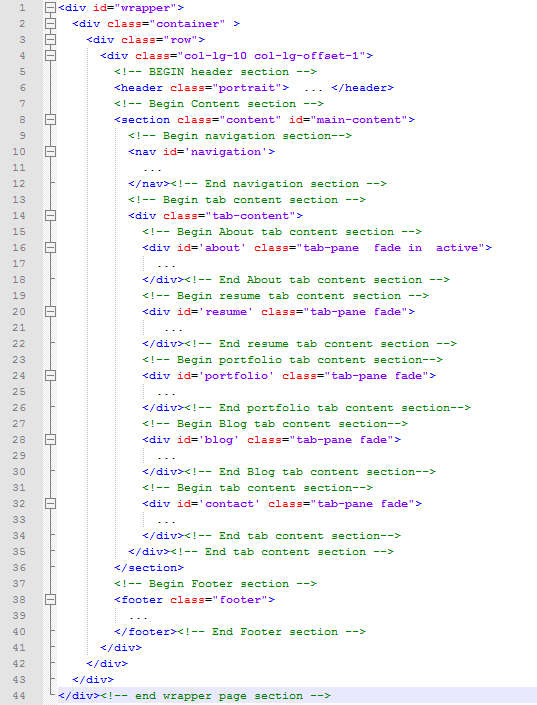 1 <div id="wrapper">
2 <div class="container" >
3 <div class="row">
4 <div class="col-lg-10 col-lg-offset-1">
5 <!-- BEGIN header section -->
6 <header class="portrait">  ... </header>
7 <!-- Begin Content section -->
8 <section class="content" id="main-content">
9 <!-- Begin navigation section-->
10 <nav id='navigation'>
11 ...
12 </nav><!-- End navigation section -->
13 <!-- Begin tab content section -->
14 <div class="tab-content">
15 <!-- Begin About tab content section -->
16 <div id='about' class="tab-pane  fade in  active">
17 ...
18 </div><!-- End About tab content section -->
19 <!-- Begin resume tab content section -->
20 <div id='resume' class="tab-pane fade">
21 ...
22 </div><!-- End resume tab content section -->
23 <!-- Begin portfolio tab content section-->
24 <div id='portfolio' class="tab-pane fade">
25 ...
26 </div><!-- End portfolio tab content section-->
27 <!-- Begin Blog tab content section-->
28 <div id='blog' class="tab-pane fade">
29 ...
30 </div><!-- End Blog tab content section-->
31 <!-- Begin tab content section-->
32 <div id='contact' class="tab-pane fade">
33 ...
34 </div><!-- End tab content section-->
35 </div><!-- End tab content section -->
36 </section>
37 <!-- Begin Footer section -->
38 <footer class="footer">
39 ...
40 </footer><!-- End Footer section -->
41 </div>
42 </div>
43 </div>
44 </div><!-- end wrapper page section -->